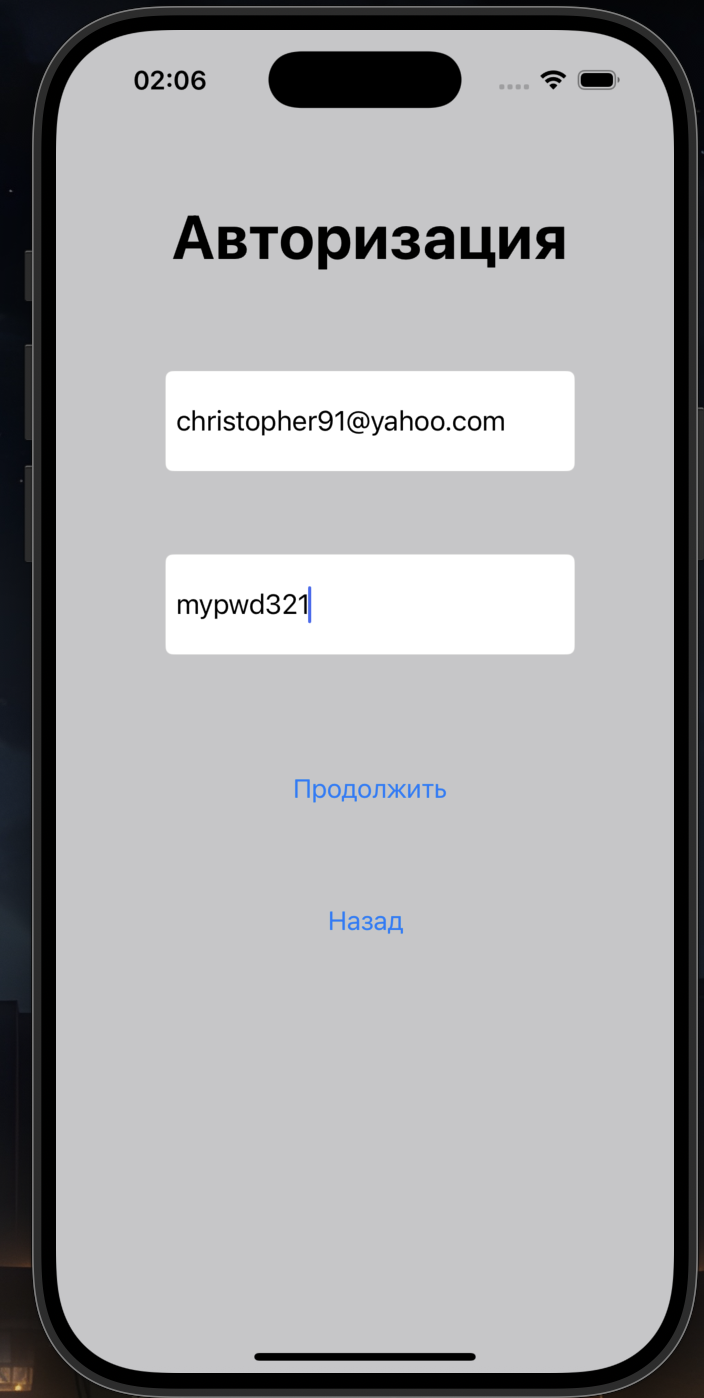 02:06
Авторизация
christopher91@yahoo.com
mypwd321
Продолжить
Назад